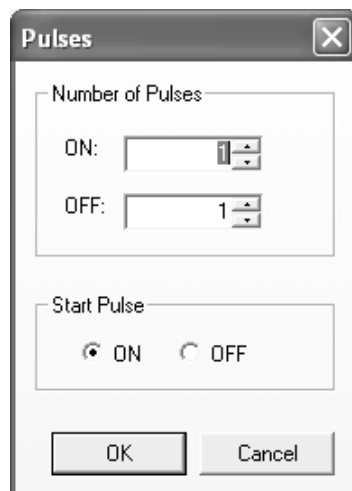 Pulses
Number of Pulses
ON: 1
OFF: 1
Start Pulse
ON OFF
OK Cancel